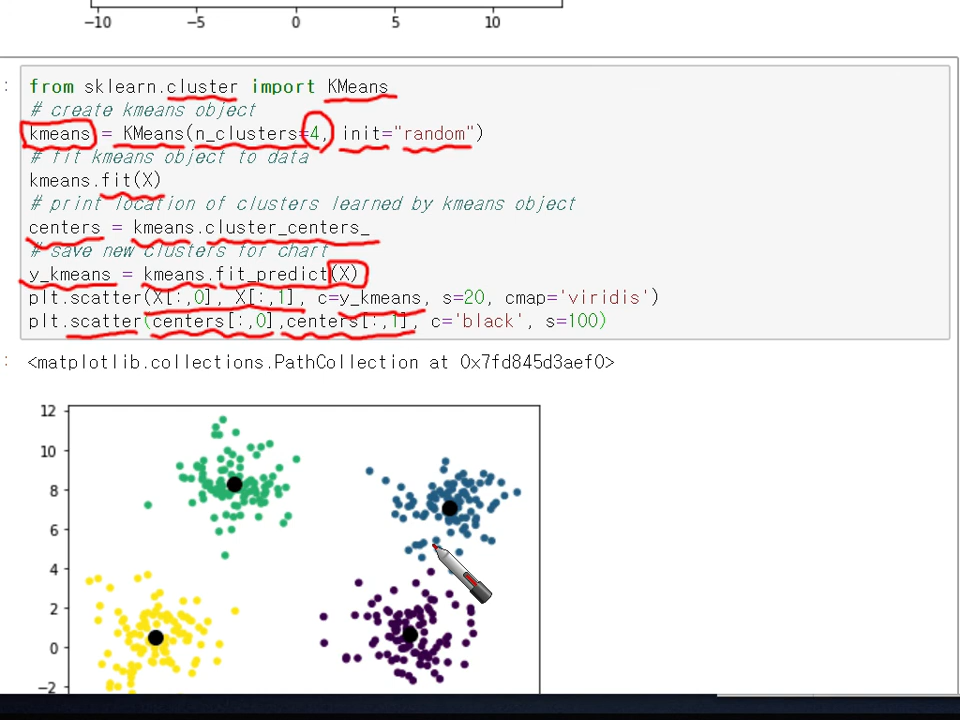 −10 −5 0 5 10
: from sklearn.cluster import KMeans
# create kmeans object
kmeans = KMeans(n_clusters=4, init="random")
# fit kmeans object to data
kmeans.fit(X)
# print location of clusters learned by kmeans object
centers = kmeans.cluster_centers_
# save new clusters for chart
y_kmeans = kmeans.fit_predict(X)
plt.scatter(X[:,0], X[:,1], c=y_kmeans, s=20, cmap='viridis')
plt.scatter(centers[:,0],centers[:,1], c='black', s=100)
: <matplotlib.collections.PathCollection at 0x7fd845d3aef0>
12
10
8
6
4
2
0
−2